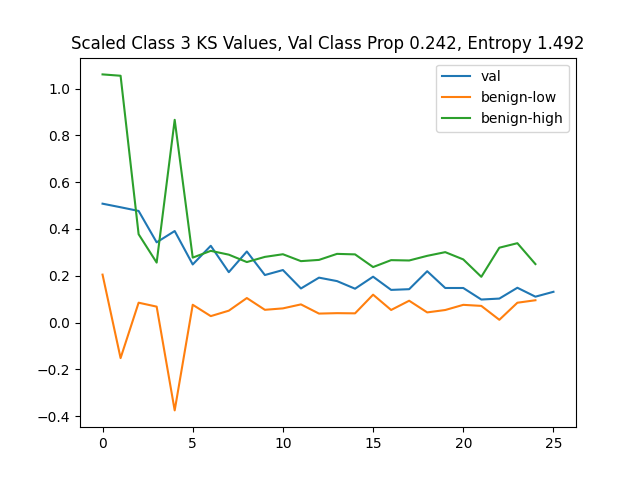 Scaled Class 3 KS Values, Val Class Prop 0.242, Entropy 1.492
val
benign-low
benign-high
1.0
0.8
0.6
0.4
0.2
0.0
−0.2
−0.4
0 5 10 15 20 25